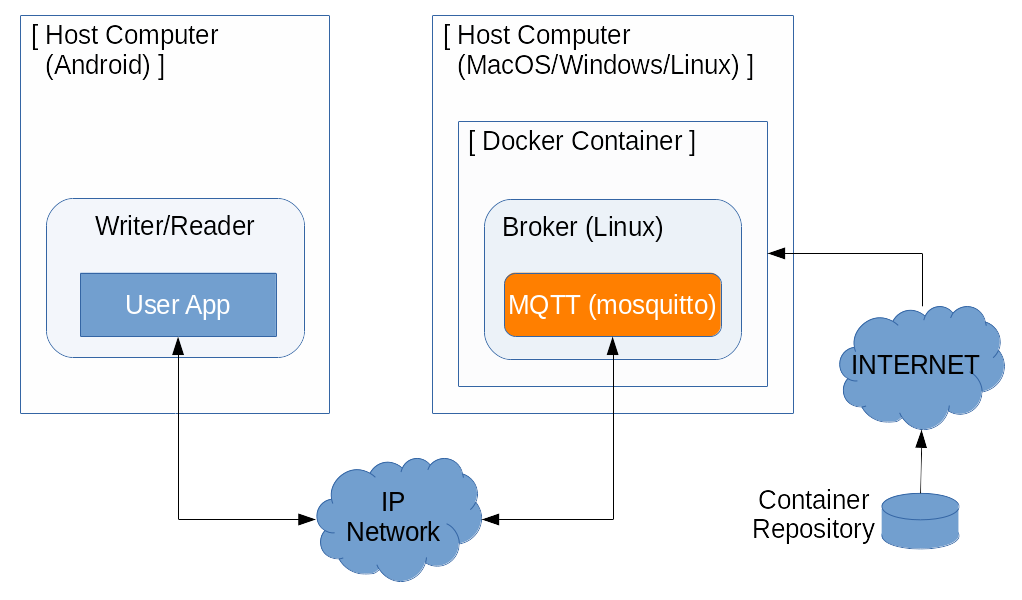 [ Host Computer
(Android) ]
Writer/Reader
User App
[ Host Computer
(MacOS/Windows/Linux) ]
[ Docker Container ]
Broker (Linux)
MQTT (mosquitto)
INTERNET
IP
Network
Container
Repository